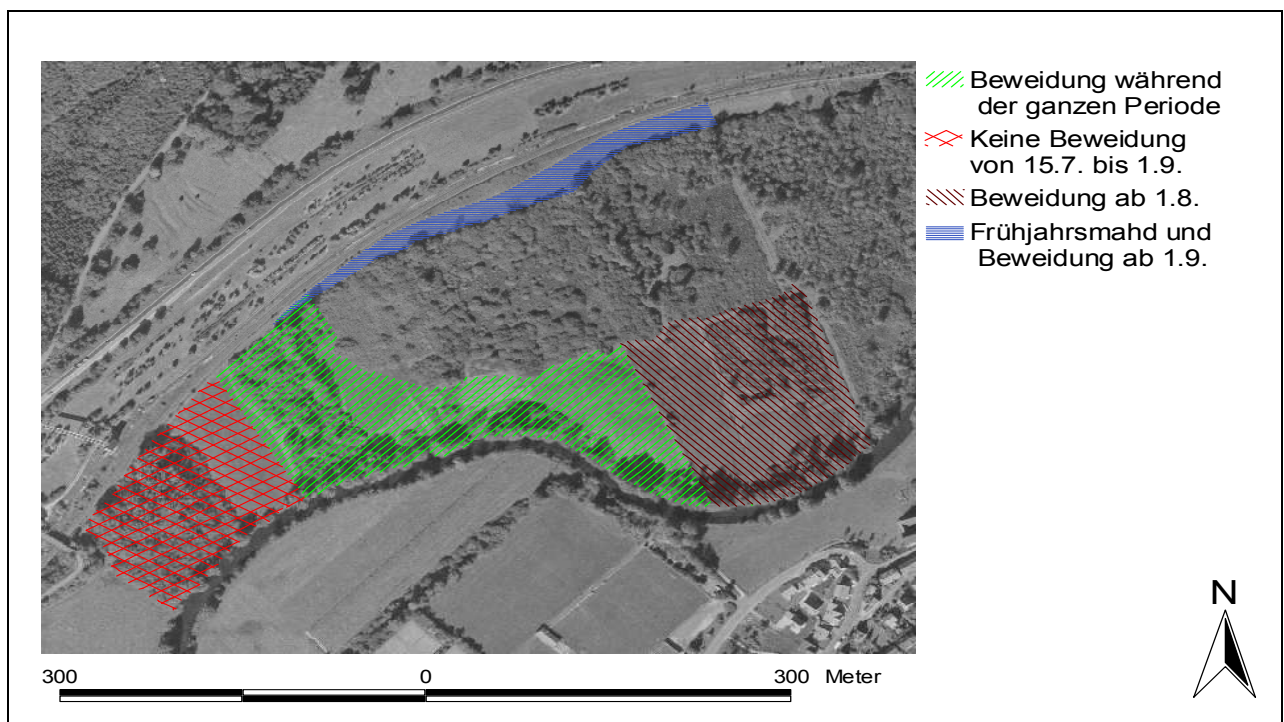 Beweidung während
der ganzen Periode
Keine Beweidung
von 15.7. bis 1.9.
Beweidung ab 1.8.
Frühjahrsmahd und
Beweidung ab 1.9.
N
300 0 300 Meter